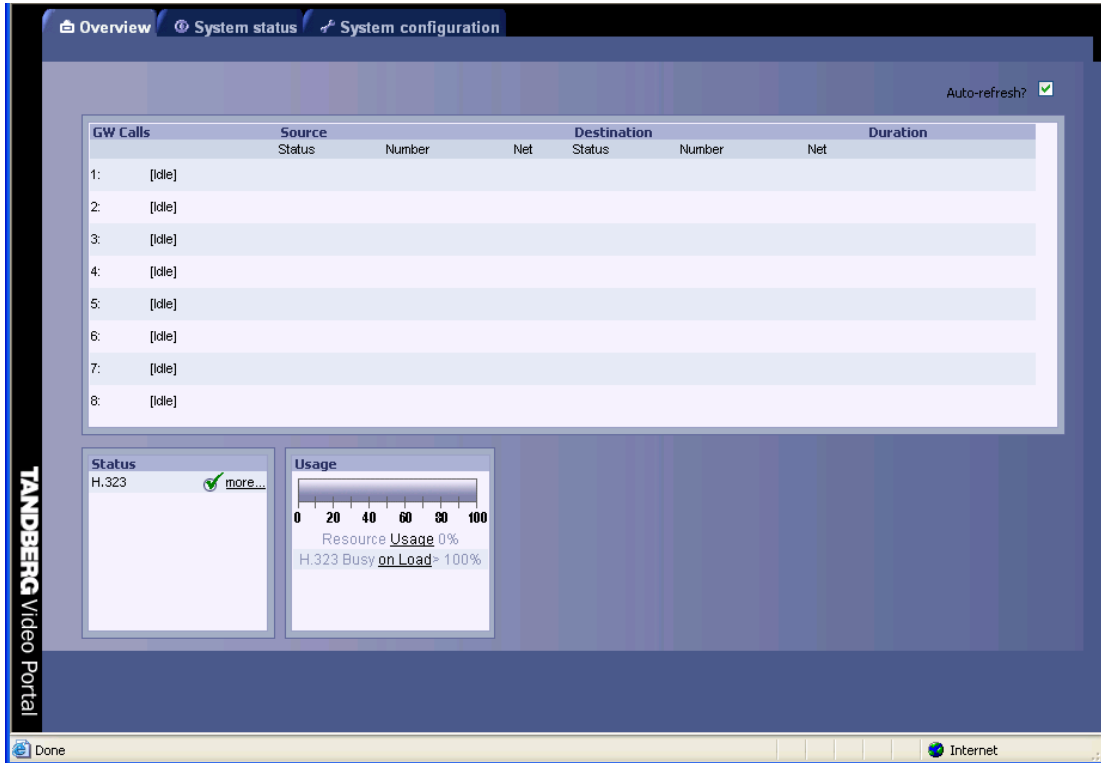 Overview System status System configuration
Auto-refresh?
GW Calls Source Destination Duration
Status Number Net Status Number Net
1: [Idle]
2: [Idle]
3: [Idle]
4: [Idle]
5: [Idle]
6: [Idle]
7: [Idle]
8: [Idle]
Status
H.323 more...
Usage
0 20 40 60 80 100
Resource Usage 0%
H.323 Busy on Load> 100%
TANDBERG Video Portal
Done Internet